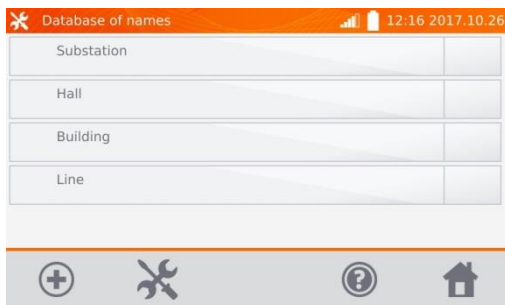 Database of names 12:16 2017.10.26
Substation
Hall
Building
Line